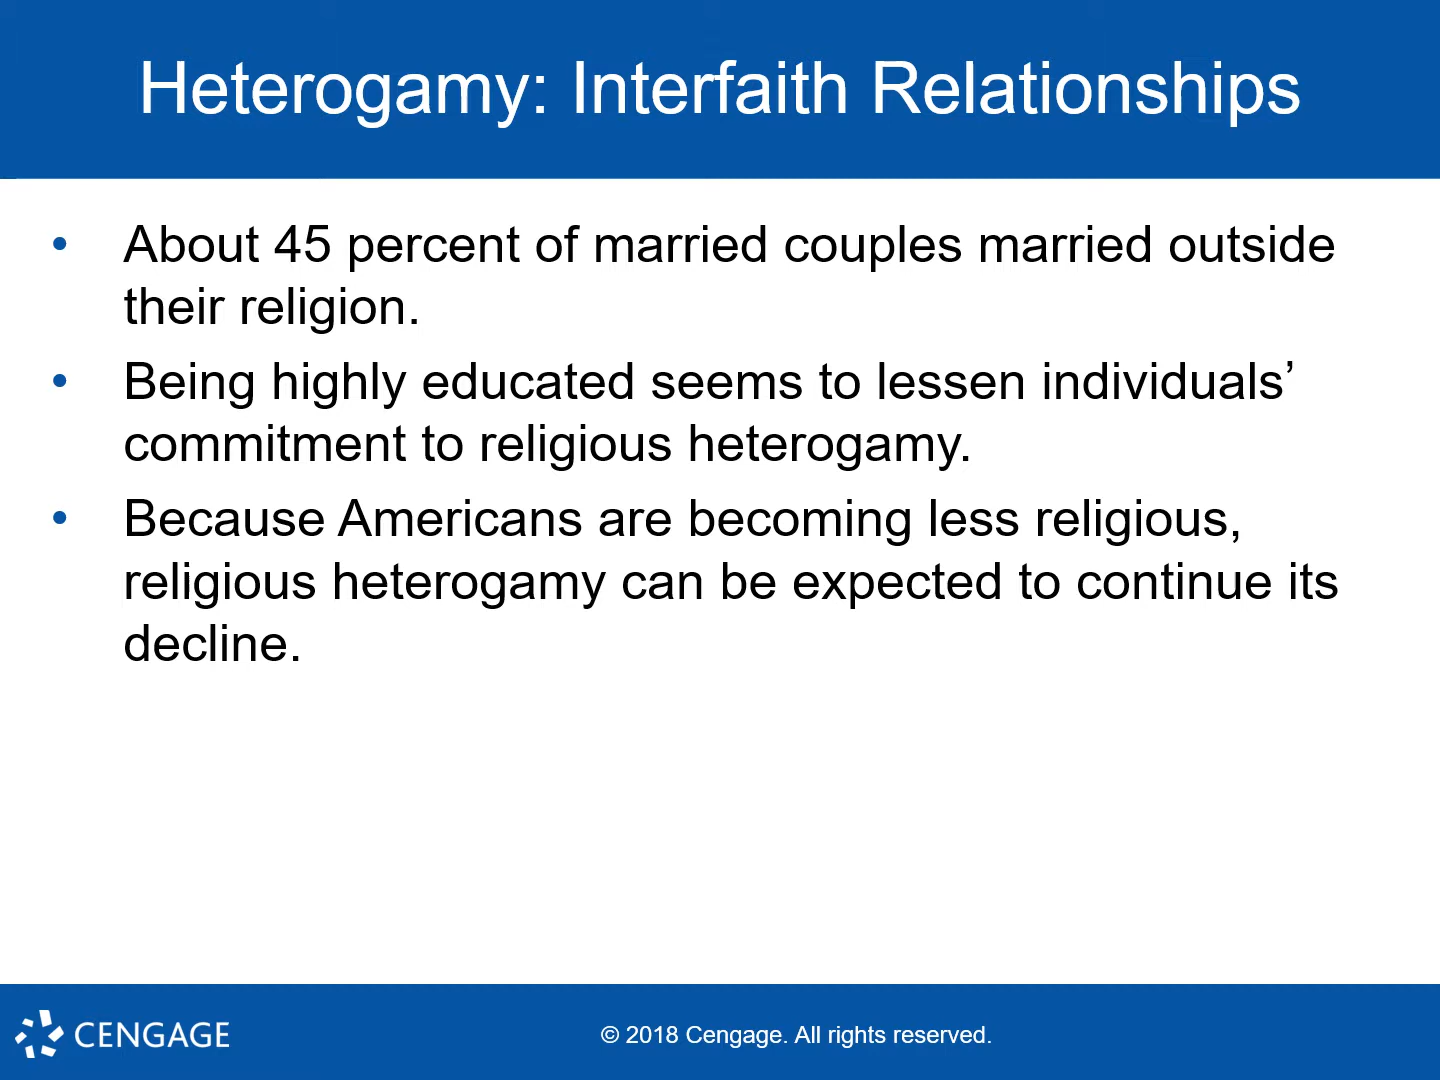 Heterogamy: Interfaith Relationships
• About 45 percent of married couples married outside
their religion.
• Being highly educated seems to lessen individuals’
commitment to religious heterogamy.
• Because Americans are becoming less religious,
religious heterogamy can be expected to continue its
decline.
CENGAGE
© 2018 Cengage. All rights reserved.